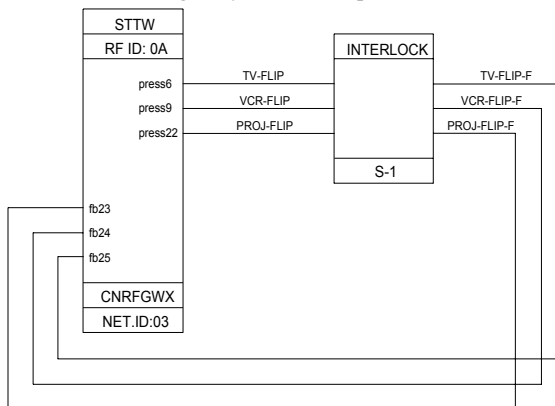 STTW
RF ID: 0A
INTERLOCK
press6
TV-FLIP
TV-FLIP-F
press9
VCR-FLIP
VCR-FLIP-F
press22
PROJ-FLIP
PROJ-FLIP-F
S-1
fb23
fb24
fb25
CNRFGWX
NET.ID:03